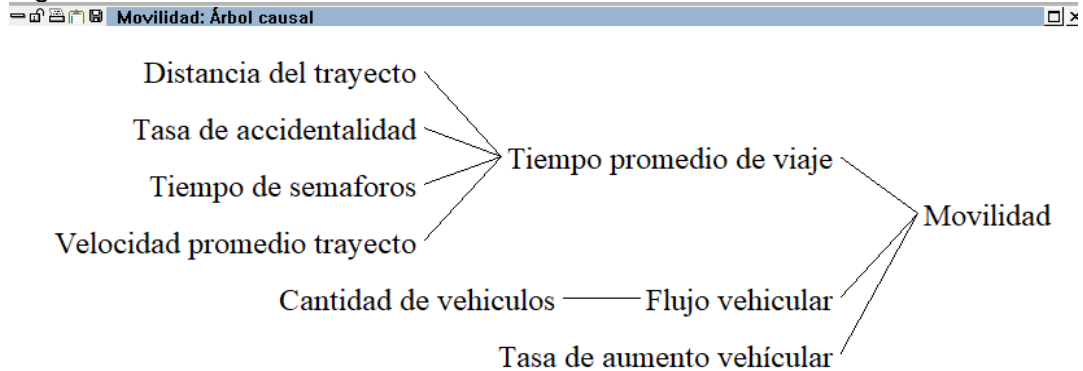 Movilidad: Árbol causal
Distancia del trayecto
Tasa de accidentalidad
Tiempo promedio de viaje
Tiempo de semaforos
Movilidad
Velocidad promedio trayecto
Cantidad de vehiculos
Flujo vehicular
Tasa de aumento vehícular